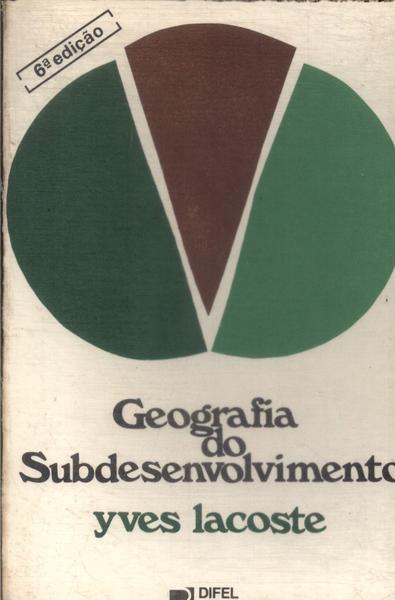 6ª edição
Geografia
do
Subdesenvolvimento
yves lacoste
DIFEL